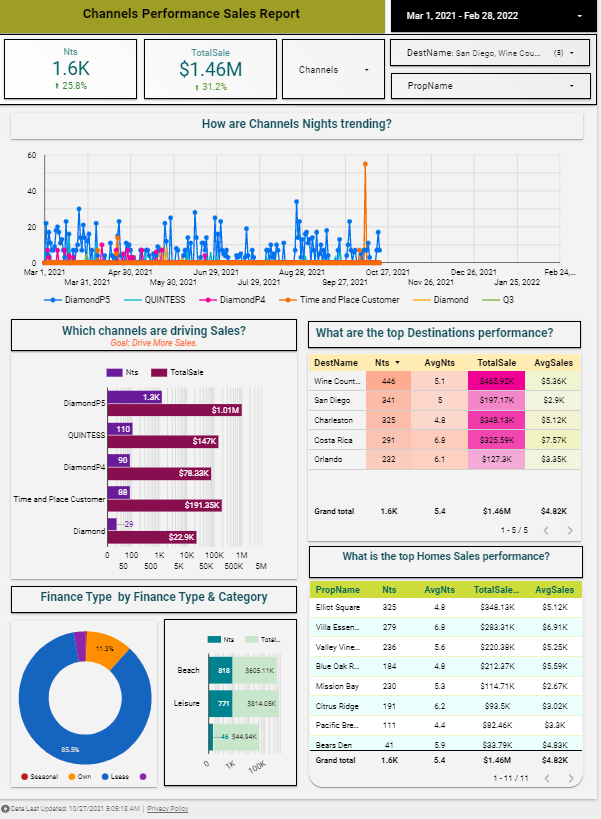 Channels Performance Sales Report
Mar 1, 2021 - Feb 28, 2022
Nts
1.6K
25.8%
TotalSale
$1.46M
31.2%
Channels
DestName: San Diego, Wine Cou... (5)
PropName
How are Channels Nights trending?
60
40
20
0
Mar 1, 2021 Apr 30, 2021 Jun 29, 2021 Aug 28, 2021 Oct 27, 2021 Dec 26, 2021 Feb 24,...
Mar 31, 2021 May 30, 2021 Jul 29, 2021 Sep 27, 2021 Nov 26, 2021 Jan 25, 2022
DiamondP5 QUINTESS DiamondP4 Time and Place Customer Diamond Q3
Which channels are driving Sales?
Goal: Drive More Sales.
Nts TotalSale
DiamondP5 1.3K
$1.01M
QUINTESS 110
$147K
DiamondP4 90
$78.33K
Time and Place Customer 88
$191.35K
Diamond 29
$22.9K
0 100 1K 10K 100K 1M
50 500 5K 50K 500K 5M
What are the top Destinations performance?
DestName Nts AvgNts TotalSale AvgSales
Wine Count... 446 5.1 $465.92K $5.36K
San Diego 341 5 $197.17K $2.9K
Charleston 325 4.8 $348.13K $5.12K
Costa Rica 291 6.8 $325.59K $7.57K
Orlando 232 6.1 $127.3K $3.35K
Grand total 1.6K 5.4 $1.46M $4.82K
1 - 5 / 5
What is the top Homes Sales performance?
PropName Nts AvgNts TotalSale... AvgSales
Elliot Square 325 4.8 $348.13K $5.12K
Villa Essen... 279 6.8 $283.31K $6.91K
Valley Vine... 236 5.6 $220.38K $5.25K
Blue Oak R... 184 4.8 $212.37K $5.59K
Mission Bay 230 5.3 $114.71K $2.67K
Citrus Ridge 191 6.2 $93.5K $3.02K
Pacific Bre... 111 4.4 $82.46K $3.3K
Bears Den 41 5.9 $33.79K $4.83K
Grand total 1.6K 5.4 $1.46M $4.82K
1 - 11 / 11
Finance Type by Finance Type & Category
11.5%
85.5%
Seasonal Own Lease
Nts Total...
Beach 818 $605.11K
Leisure 771 $814.05K
46 $44.94K
0 1K 100K
Data Last Updated: 10/27/2021 5:05:18 AM | Privacy Policy